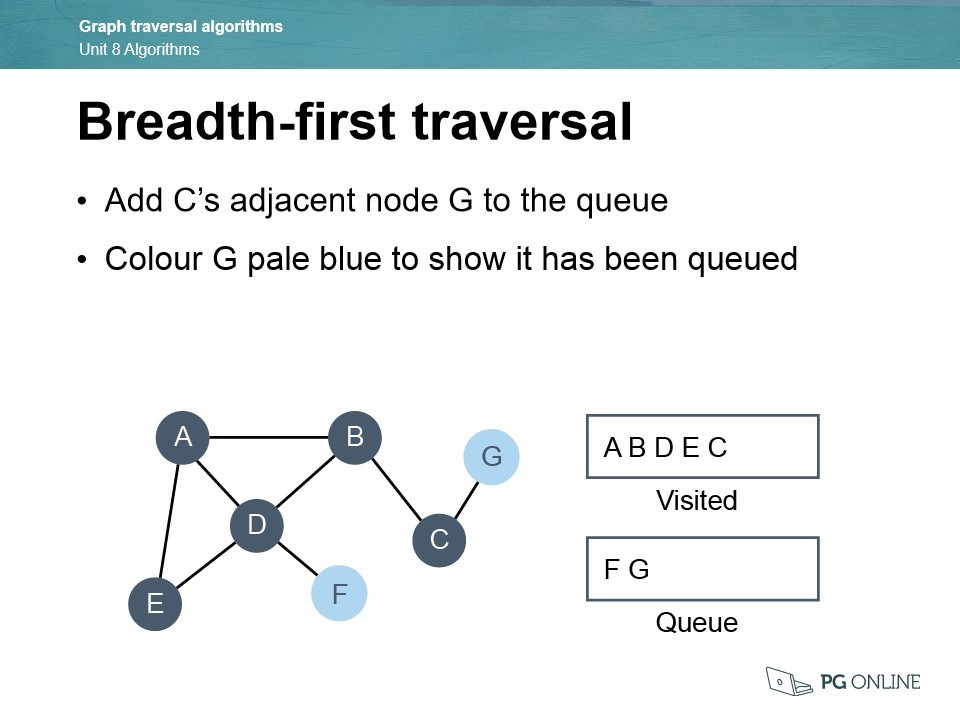 Graph traversal algorithms
Unit 8 Algorithms
Breadth-first traversal
• Add C’s adjacent node G to the queue
• Colour G pale blue to show it has been queued
A
B
G
D
C
E
F
A B D E C
Visited
F G
Queue
PG ONLINE